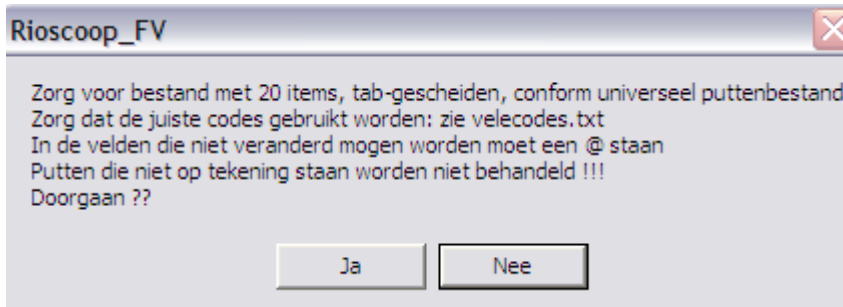 Rioscoop_FV
Zorg voor bestand met 20 items, tab-gescheiden, conform universeel puttenbestand
Zorg dat de juiste codes gebruikt worden: zie velecodes.txt
In de velden die niet veranderd mogen worden moet een @ staan
Putten die niet op tekening staan worden niet behandeld !!!
Doorgaan ??
Ja
Nee